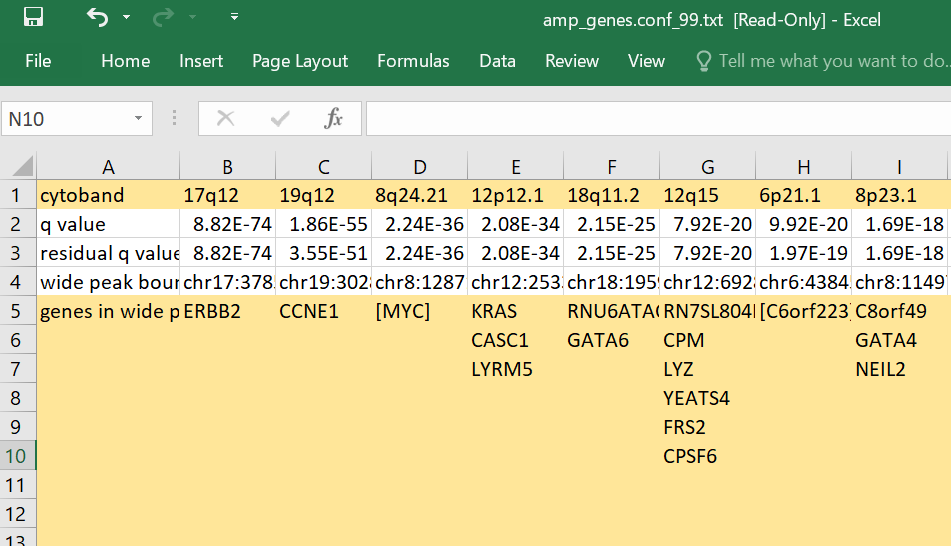 amp_genes.conf_99.txt [Read-Only] - Excel
File Home Insert Page Layout Formulas Data Review View Tell me what you want to do..
N10 fx
A B C D E F G H I
1 cytoband 17q12 19q12 8q24.21 12p12.1 18q11.2 12q15 6p21.1 8p23.1
2 q value 8.82E-74 1.86E-55 2.24E-36 2.08E-34 2.15E-25 7.92E-20 9.92E-20 1.69E-18
3 residual q value 8.82E-74 3.55E-51 2.24E-36 2.08E-34 2.15E-25 7.92E-20 1.97E-19 1.69E-18
4 wide peak bour chr17:378 chr19:302 chr8:1287 chr12:253 chr18:195 chr12:692 chr6:4384 chr8:1149
5 genes in wide p ERBB2 CCNE1 [MYC] KRAS RNU6ATAC RN7SL804 [C6orf223] C8orf49
6 CASC1 GATA6 CPM GATA4
7 LYRM5 LYZ NEIL2
8 YEATS4
9 FRS2
10 CPSF6
11
12
13